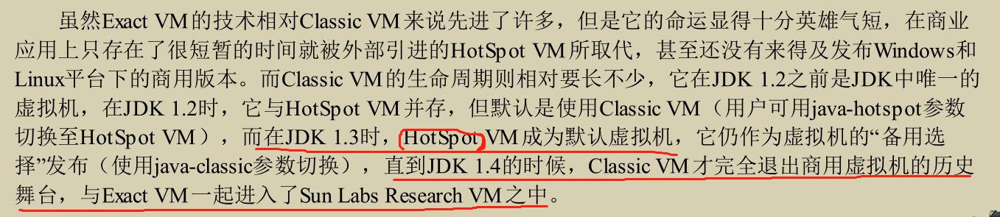 虽然Exact VM的技术相对Classic VM来说先进了许多，但是它的命运显得十分英雄气短，在商业
应用上只存在了很短暂的时间就被外部引进的HotSpot VM所取代，甚至还没有来得及发布Windows和
Linux平台下的商用版本。而Classic VM的生命周期则相对要长不少，它在JDK 1.2之前是JDK中唯一的
虚拟机，在JDK 1.2时，它与HotSpot VM并存，但默认是使用Classic VM（用户可用java-hotspot参数
切换至HotSpot VM），而在JDK 1.3时，HotSpot VM成为默认虚拟机，它仍作为虚拟机的“备用选
择”发布（使用java-classic参数切换），直到JDK 1.4的时候，Classic VM才完全退出商用虚拟机的历史
舞台，与Exact VM一起进入了Sun Labs Research VM之中。